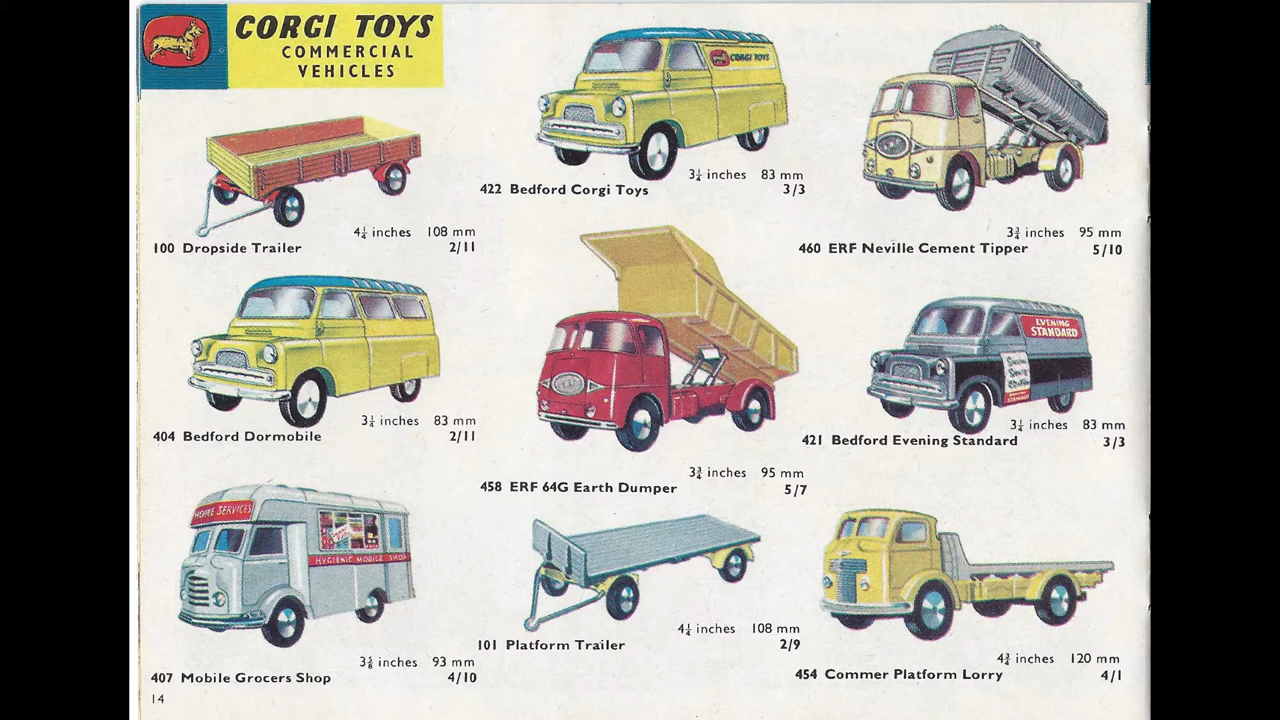 CORGI TOYS
COMMERCIAL
VEHICLES
4¼ inches 108 mm
100 Dropside Trailer 2/11
CORGI TOYS
3¼ inches 83 mm
422 Bedford Corgi Toys 3/3
3¾ inches 95 mm
460 ERF Neville Cement Tipper 5/10
3¼ inches 83 mm
404 Bedford Dormobile 2/11
3¾ inches 95 mm
458 ERF 64G Earth Dumper 5/7
EVENING
STANDARD
3¼ inches 83 mm
421 Bedford Evening Standard 3/3
HOME SERVICES
HYGIENIC MOBILE SHOP
3⅝ inches 93 mm
407 Mobile Grocers Shop 4/10
4¼ inches 108 mm
101 Platform Trailer 2/9
4¾ inches 120 mm
454 Commer Platform Lorry 4/1
14